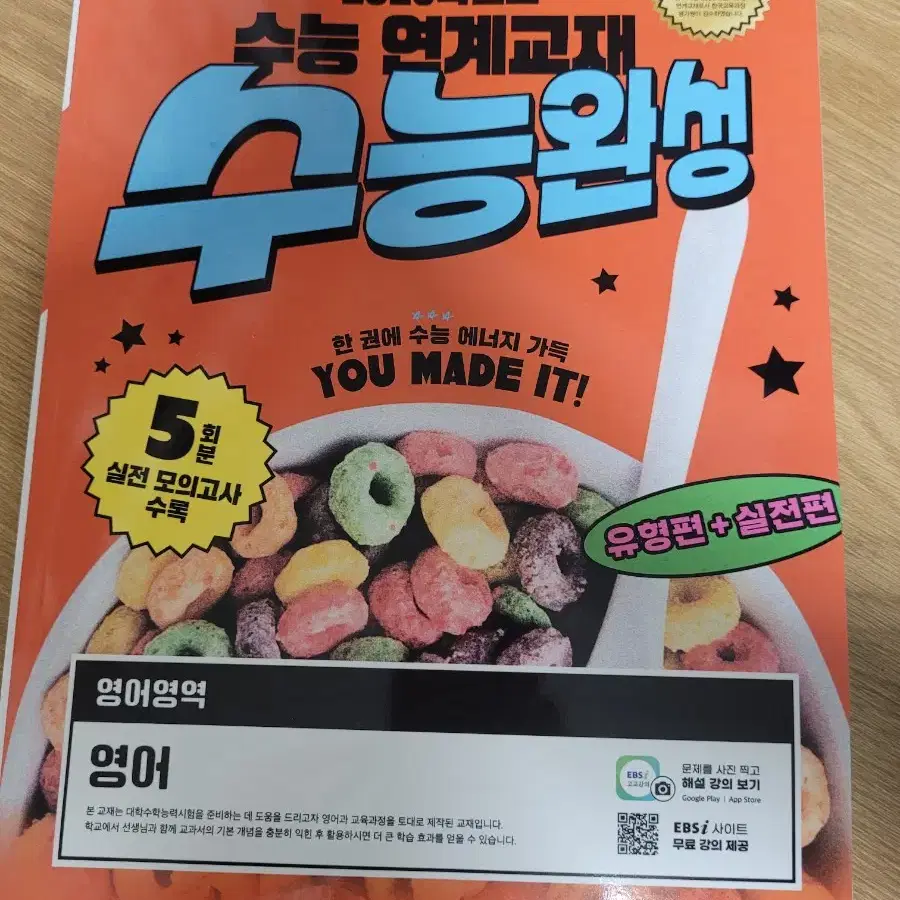 수능 연계교재
수능완성
한 권에 수능 에너지 가득
YOU MADE IT!
5회분
실전 모의고사
수록
유형편 + 실전편
영어영역
영어
본 교재는 대학수학능력시험을 준비하는 데 도움을 드리고자 영어과 교육과정을 토대로 제작된 교재입니다.
학교에서 선생님과 함께 교과서의 기본 개념을 충분히 익힌 후 활용하시면 더 큰 학습 효과를 얻을 수 있습니다.
EBSi
고교강의
문제를 사진 찍고
해설 강의 보기
Google Play | App Store
EBSi 사이트
무료 강의 제공